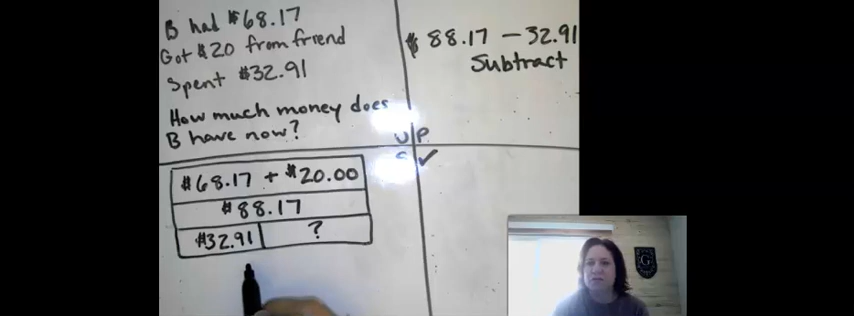 B had $68.17
Got $20 from friend
Spent $32.91
How much money does
B have now?
$88.17 - 32.91
Subtract
U P
S ✓
$68.17 + $20.00
$88.17
$32.91 ?
G